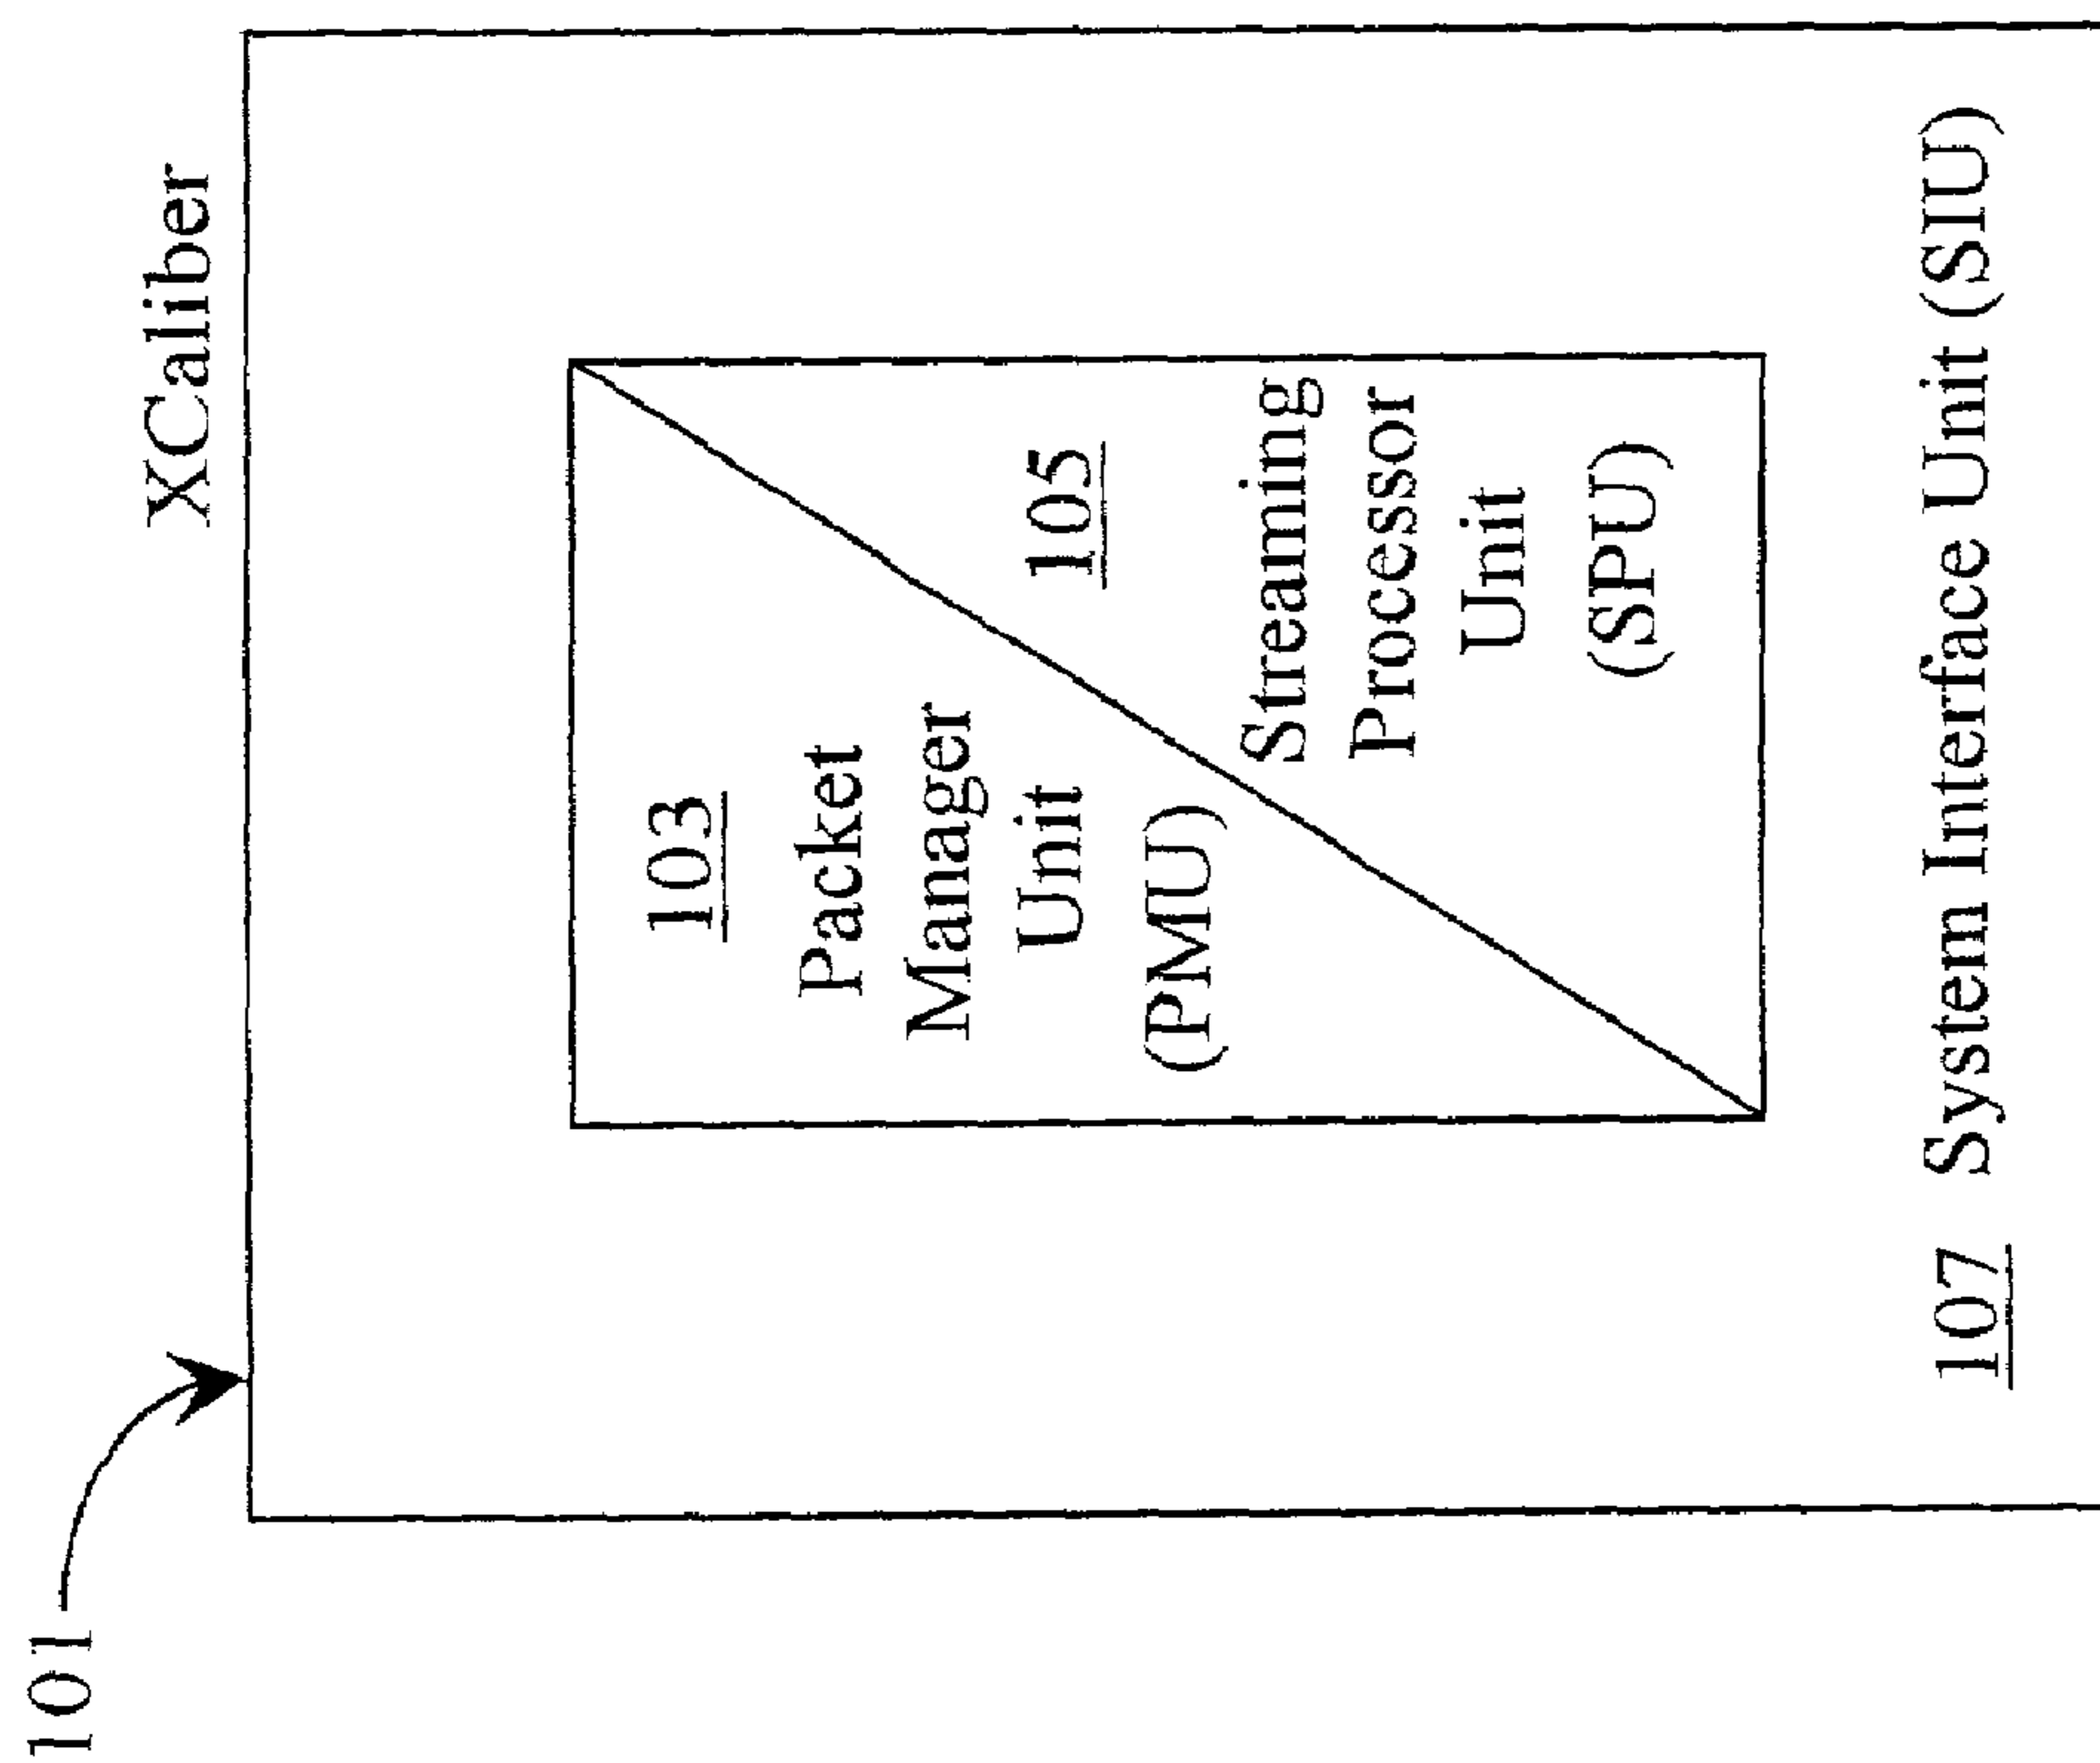 101
XCaliber
103
Packet
Manager
Unit
(PMU)
105
Streaming
Processor
Unit
(SPU)
107 System Interface Unit (SIU)